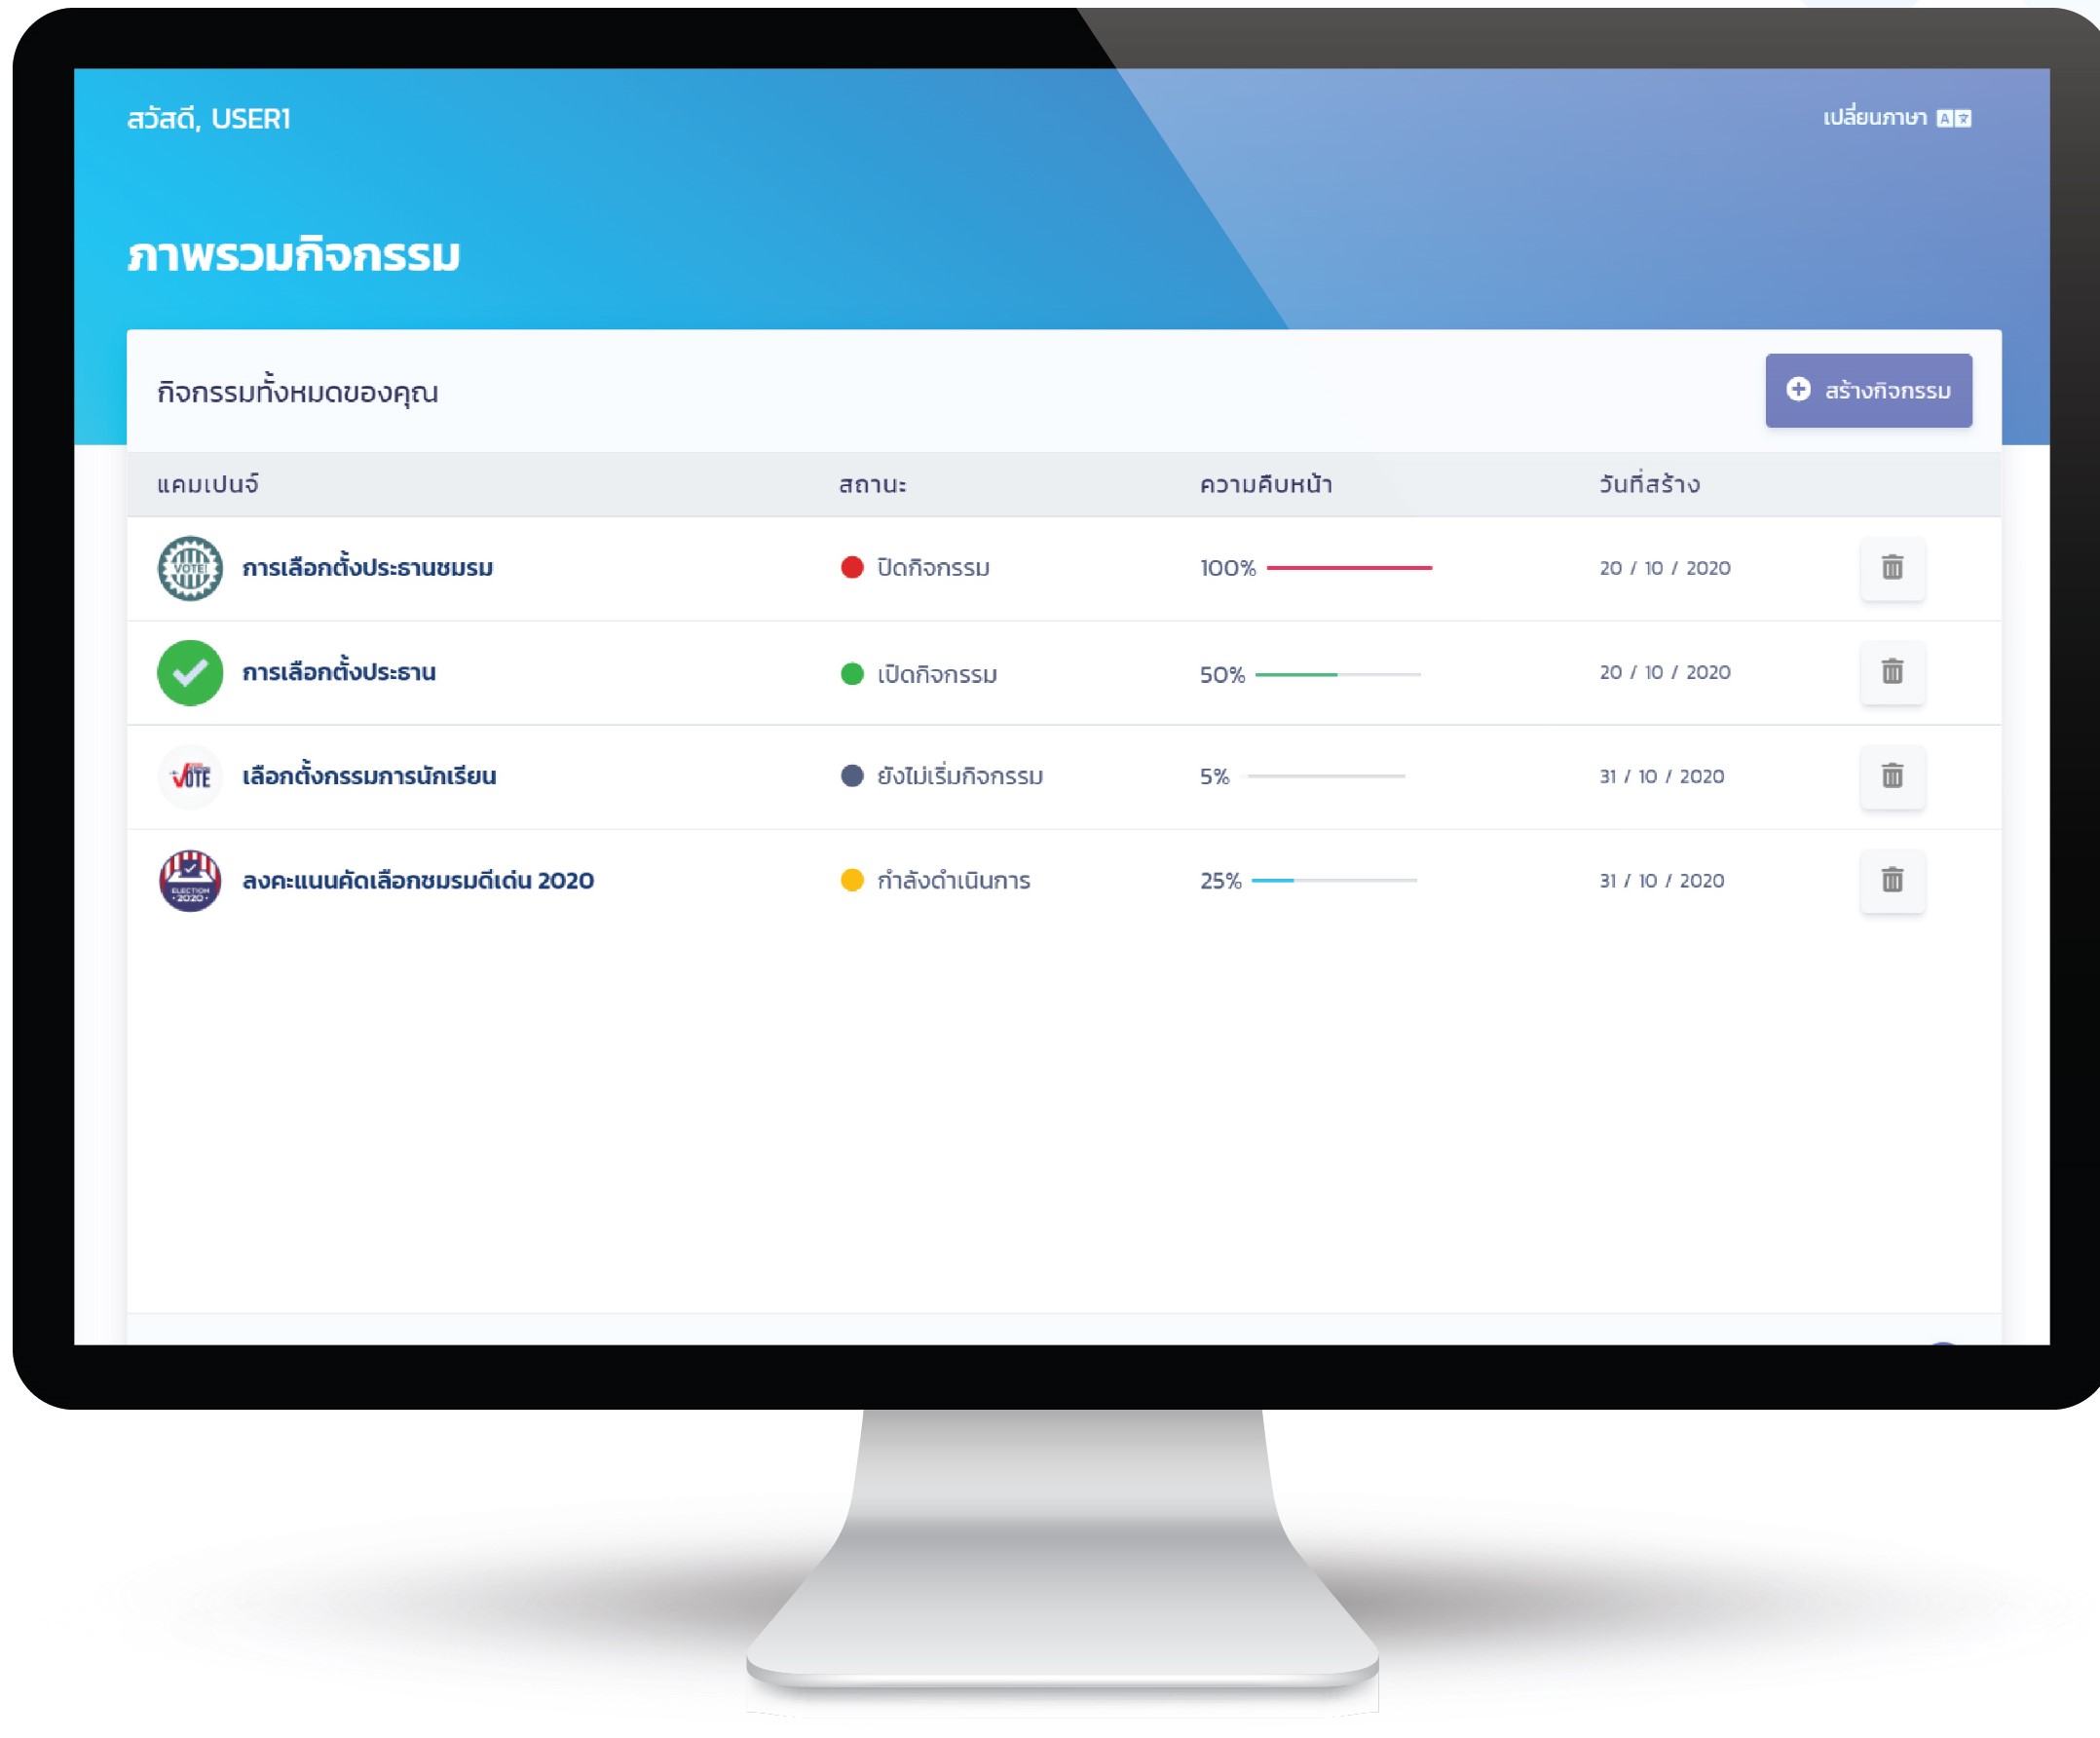 สวัสดี, USER1
เปลี่ยนภาษา
ภาพรวมกิจกรรม
กิจกรรมทั้งหมดของคุณ
สร้างกิจกรรม
แคมเปนจ์ สถานะ ความคืบหน้า วันที่สร้าง
VOTE! การเลือกตั้งประธานชมรม ปิดกิจกรรม 100% 20 / 10 / 2020
การเลือกตั้งประธาน เปิดกิจกรรม 50% 20 / 10 / 2020
VOTE เลือกตั้งกรรมการนักเรียน ยังไม่เริ่มกิจกรรม 5% 31 / 10 / 2020
ELECTION 2020 ลงคะแนนคัดเลือกชมรมดีเด่น 2020 กำลังดำเนินการ 25% 31 / 10 / 2020